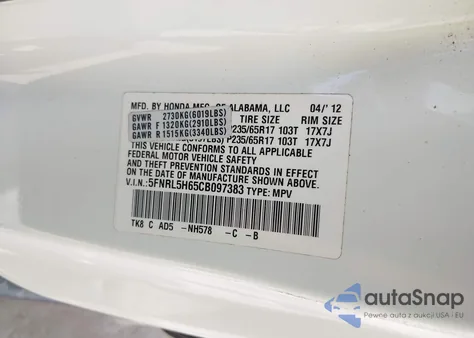 MFD. BY HONDA MFG. OF ALABAMA, LLC 04/'12
GVWR 2730KG(6019LBS) TIRE SIZE RIM SIZE
GAWR F 1320KG(2910LBS) P235/65R17 103T 17X7J
GAWR R 1515KG(3340LBS) P235/65R17 103T 17X7J
THIS VEHICLE CONFORMS TO ALL APPLICABLE
FEDERAL MOTOR VEHICLE SAFETY STANDARDS
IN EFFECT ON THE DATE OF MANUFACTURE SHOWN ABOVE.
V.I.N.:5FNRL5H65CB097383 TYPE: MPV
TK8 C AD5 -NH578 -C -B
autoSnap
Pewne auta z aukcji USA i EU